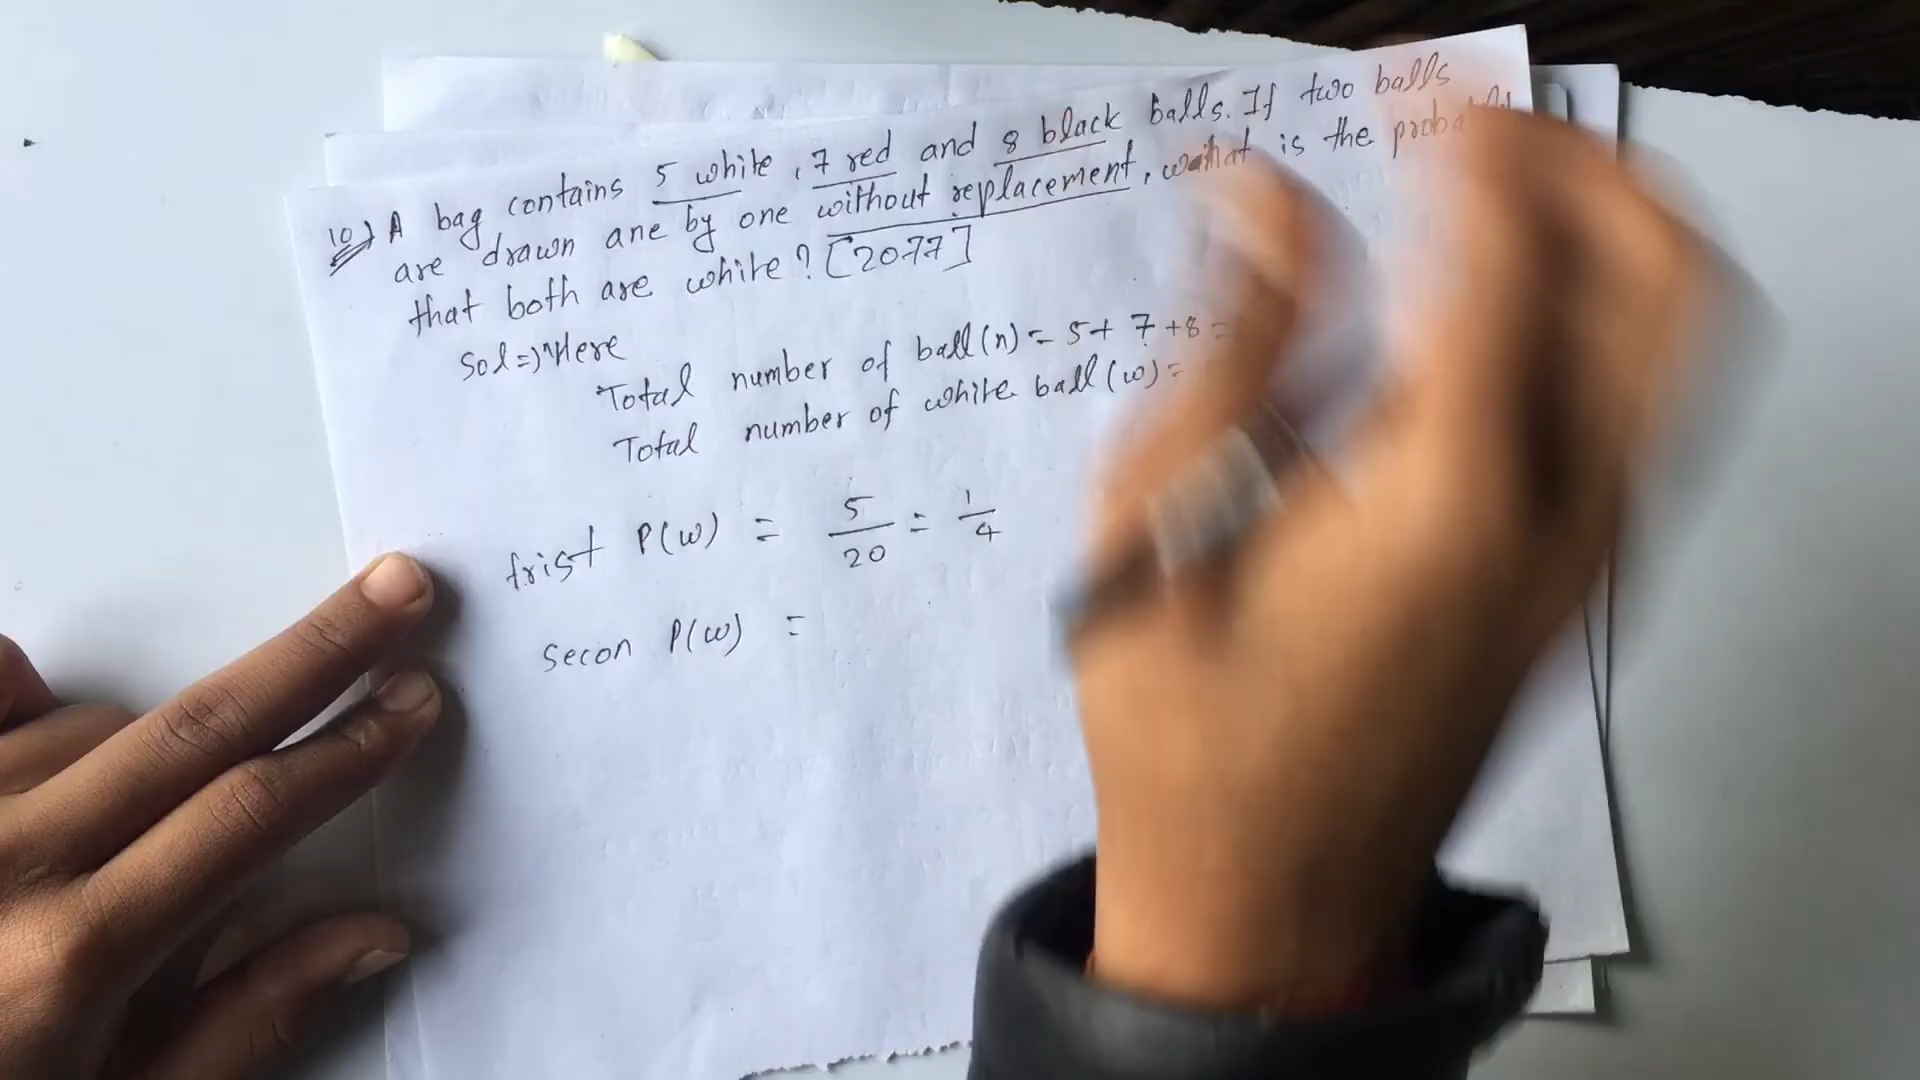 10) A bag contains 5 white, 7 red and 8 black balls. If two balls
are drawn ane by one without replacement, what is the
that both are white? [2077]
Sol=) Here
Total number of ball(n) = 5+ 7 +8 =
Total number of white ball (w) =
frist P(w) = 5/20 = 1/4
secon P(w) =